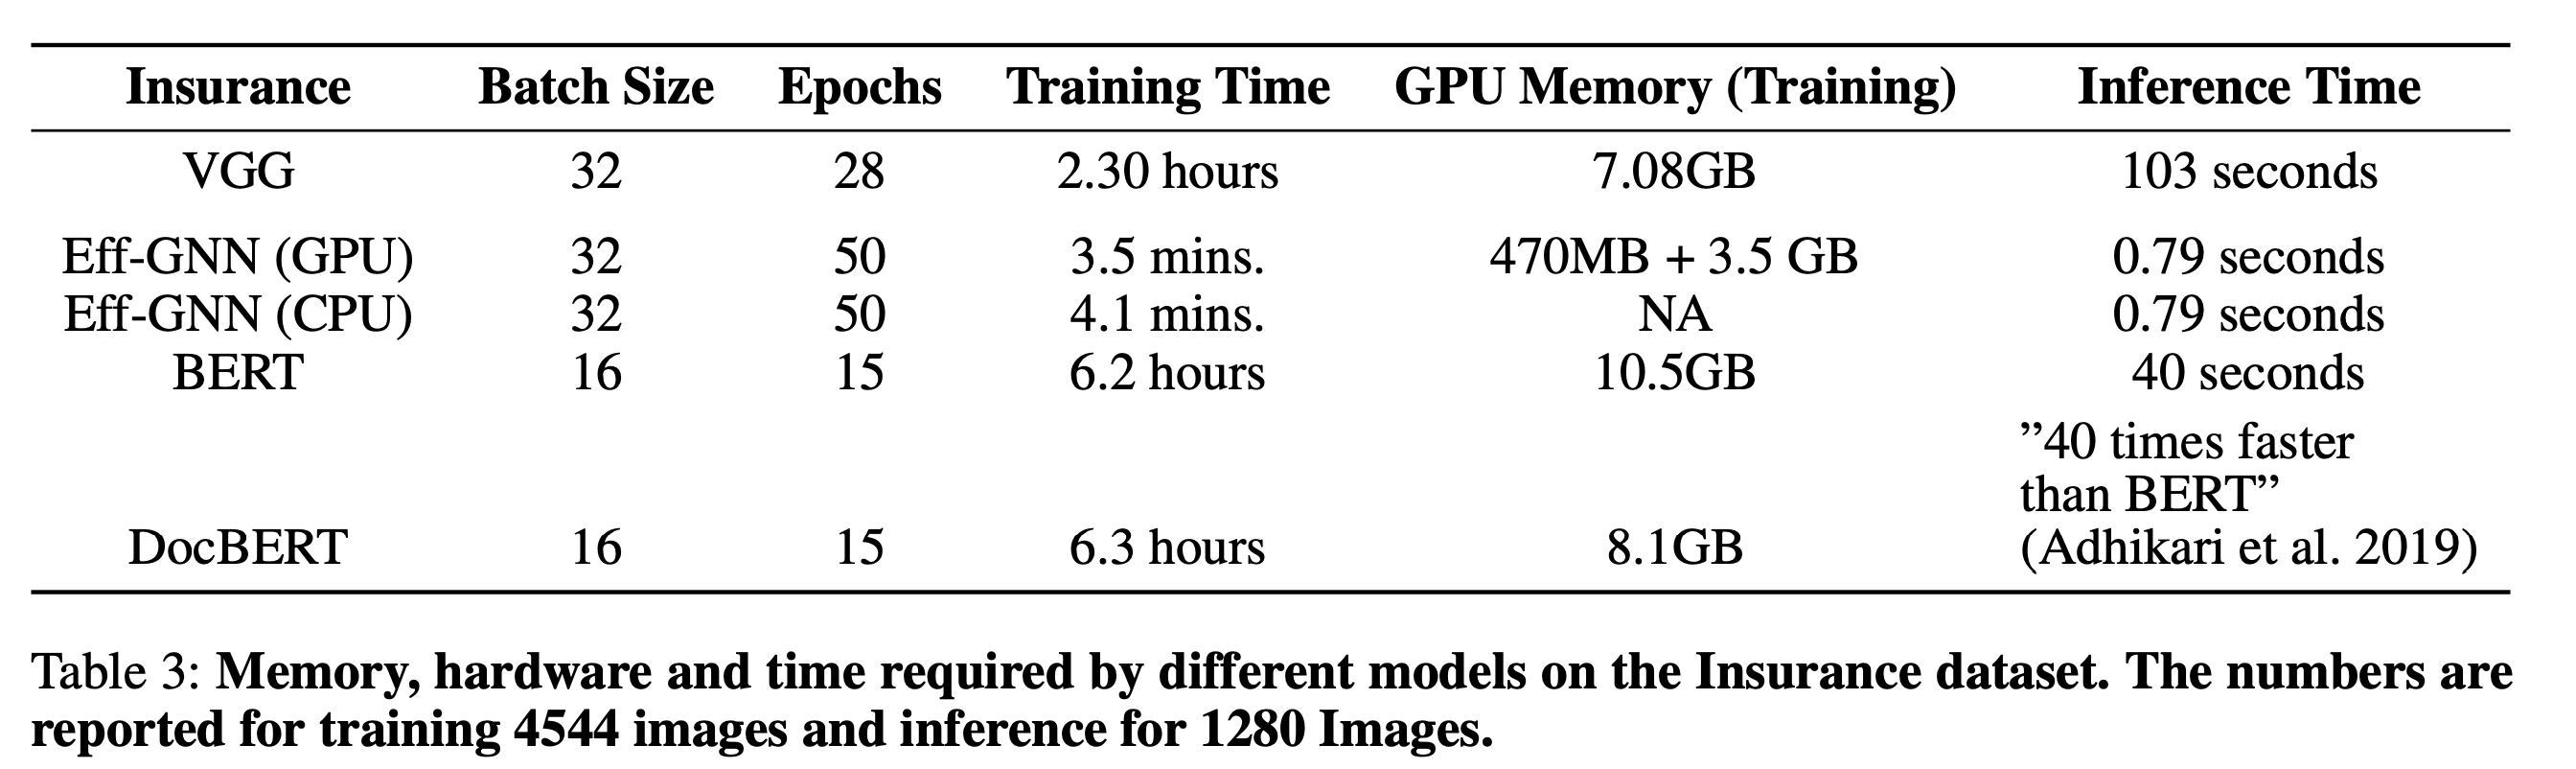 Insurance Batch Size Epochs Training Time GPU Memory (Training) Inference Time
VGG 32 28 2.30 hours 7.08GB 103 seconds
Eff-GNN (GPU) 32 50 3.5 mins. 470MB + 3.5 GB 0.79 seconds
Eff-GNN (CPU) 32 50 4.1 mins. NA 0.79 seconds
BERT 16 15 6.2 hours 10.5GB 40 seconds
”40 times faster
than BERT”
DocBERT 16 15 6.3 hours 8.1GB (Adhikari et al. 2019)
Table 3: Memory, hardware and time required by different models on the Insurance dataset. The numbers are
reported for training 4544 images and inference for 1280 Images.